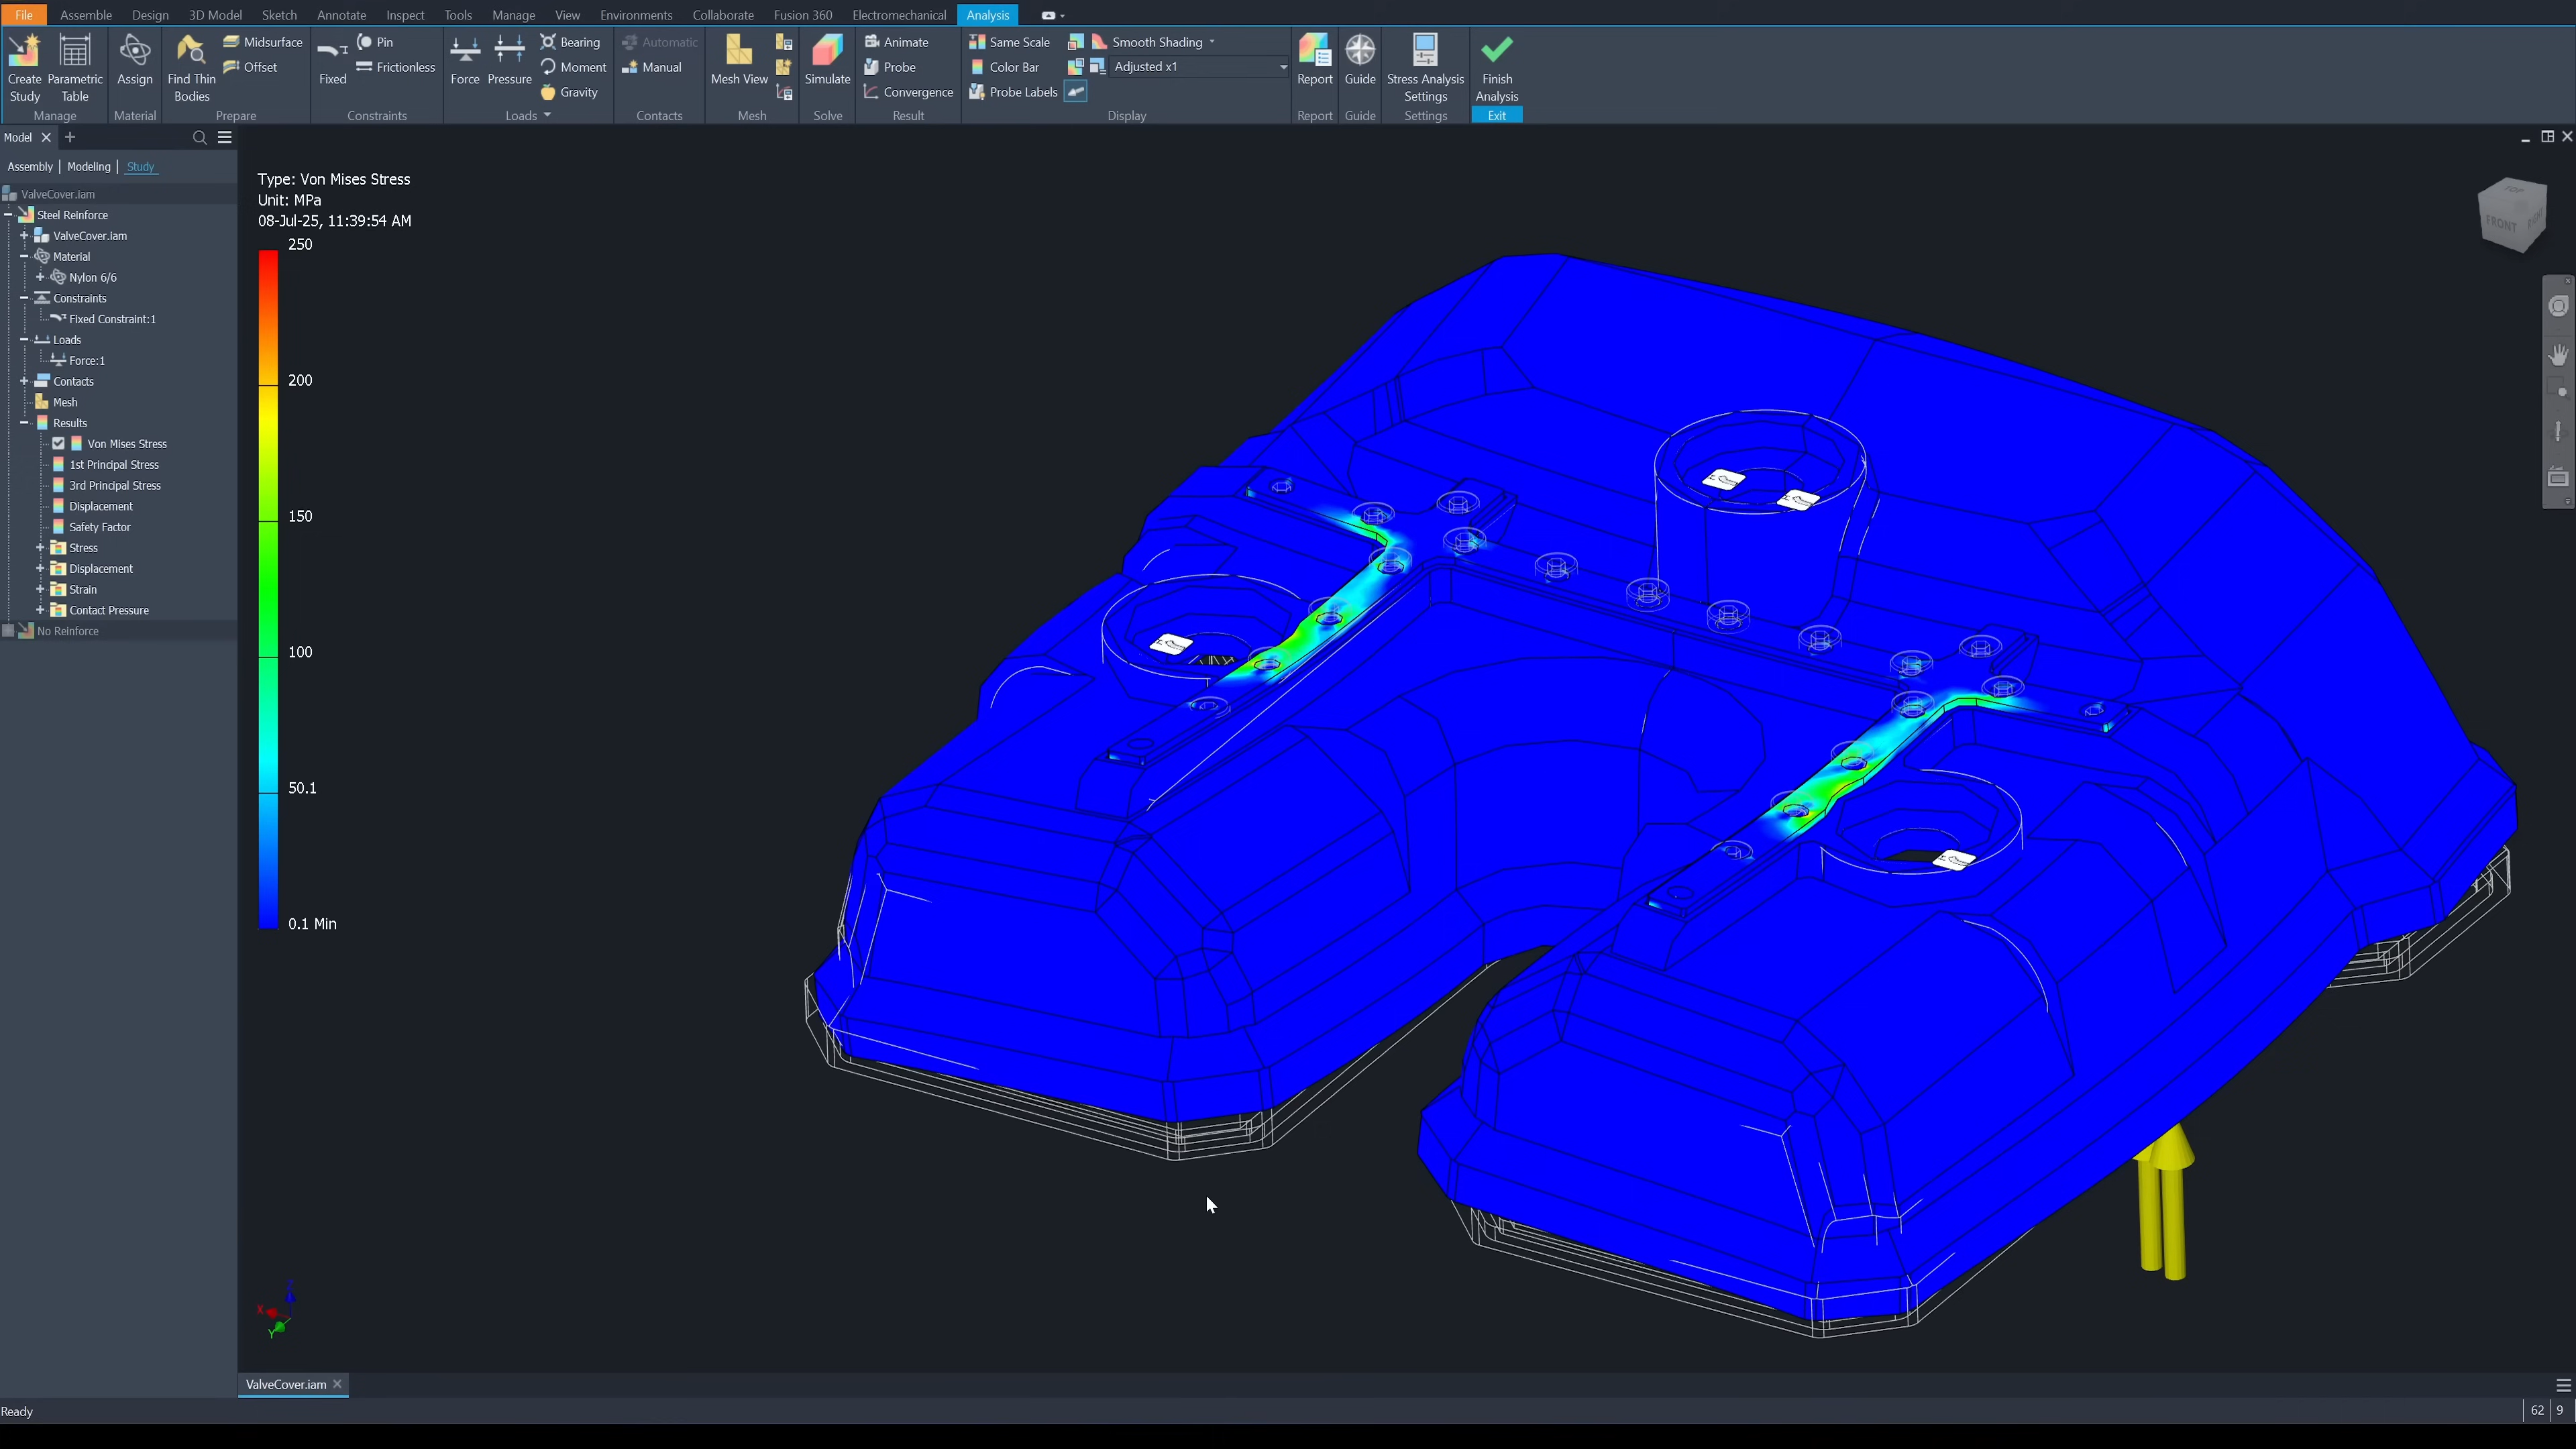 File Assemble Design 3D Model Sketch Annotate Inspect Tools Manage View Environments Collaborate Fusion 360 Electromechanical Analysis
Create Study
Parametric Table
Manage
Assign
Material
Find Thin Bodies
Midsurface
Offset
Prepare
Fixed
Pin
Frictionless
Constraints
Force
Pressure
Bearing
Moment
Gravity
Loads
Automatic
Manual
Contacts
Mesh View
Mesh
Simulate
Solve
Animate
Probe
Convergence
Result
Same Scale
Color Bar
Probe Labels
Smooth Shading
Adjusted x1
Display
Report
Report
Guide
Guide
Stress Analysis Settings
Settings
Finish Analysis
Exit
Model
Assembly | Modeling | Study
ValveCover.iam
Steel Reinforce
ValveCover.iam
Material
Nylon 6/6
Constraints
Fixed Constraint:1
Loads
Force:1
Contacts
Mesh
Results
Von Mises Stress
1st Principal Stress
3rd Principal Stress
Displacement
Safety Factor
Stress
Displacement
Strain
Contact Pressure
No Reinforce
Type: Von Mises Stress
Unit: MPa
08-Jul-25, 11:39:54 AM
250
200
150
100
50.1
0.1 Min
TOP
FRONT
RIGHT
X
Y
ValveCover.iam
Ready
62 9